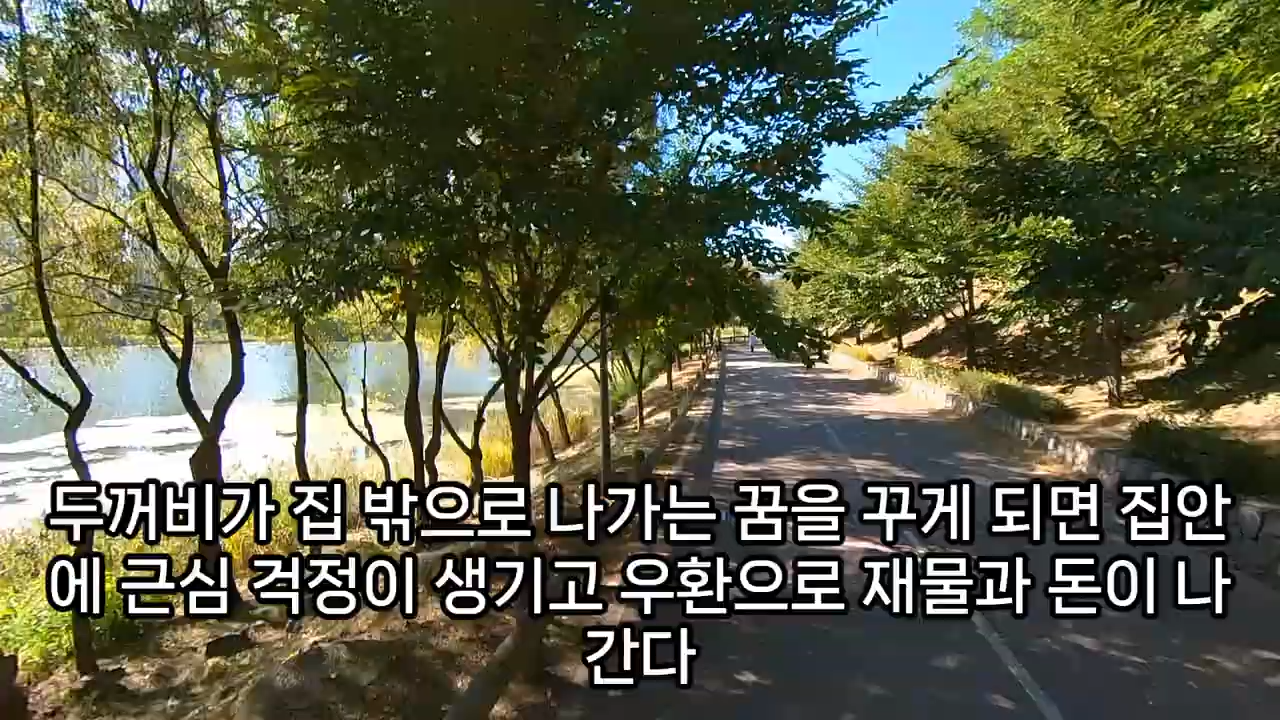 두꺼비가 집 밖으로 나가는 꿈을 꾸게 되면 집안
에 근심 걱정이 생기고 우환으로 재물과 돈이 나
간다